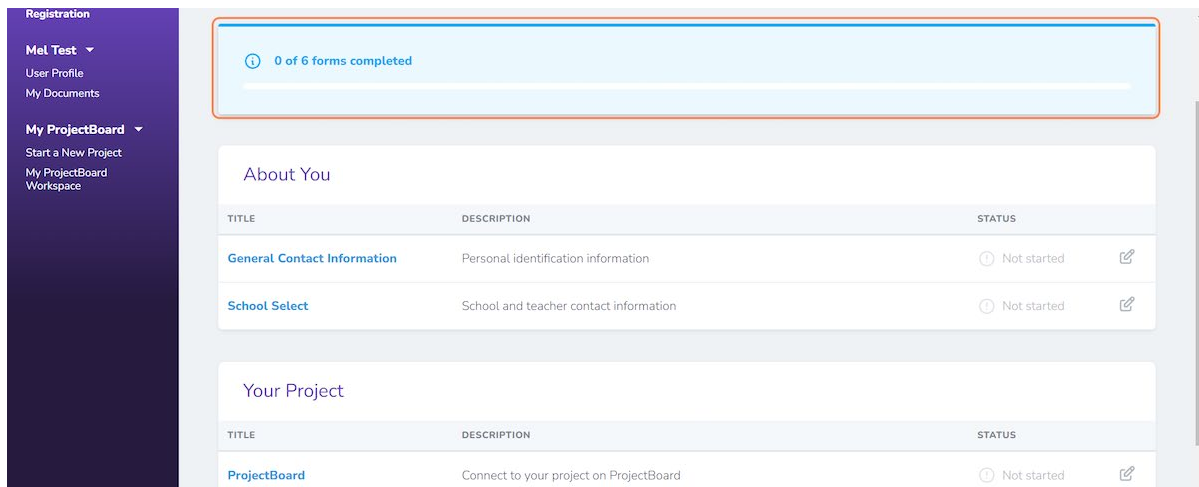 Registration
Mel Test
User Profile
My Documents
My ProjectBoard
Start a New Project
My ProjectBoard
Workspace
0 of 6 forms completed
About You
TITLE DESCRIPTION STATUS
General Contact Information Personal identification information Not started
School Select School and teacher contact information Not started
Your Project
TITLE DESCRIPTION STATUS
ProjectBoard Connect to your project on ProjectBoard Not started